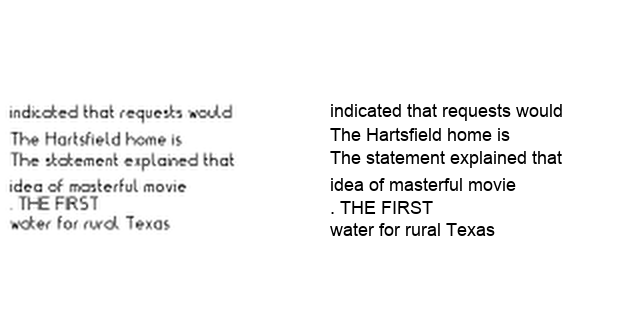 indicated that requests would
The Hartsfield home is
The statement explained that
idea of masterful movie
. THE FIRST
water for rural Texas
indicated that requests would
The Hartsfield home is
The statement explained that
idea of masterful movie
. THE FIRST
water for rural Texas